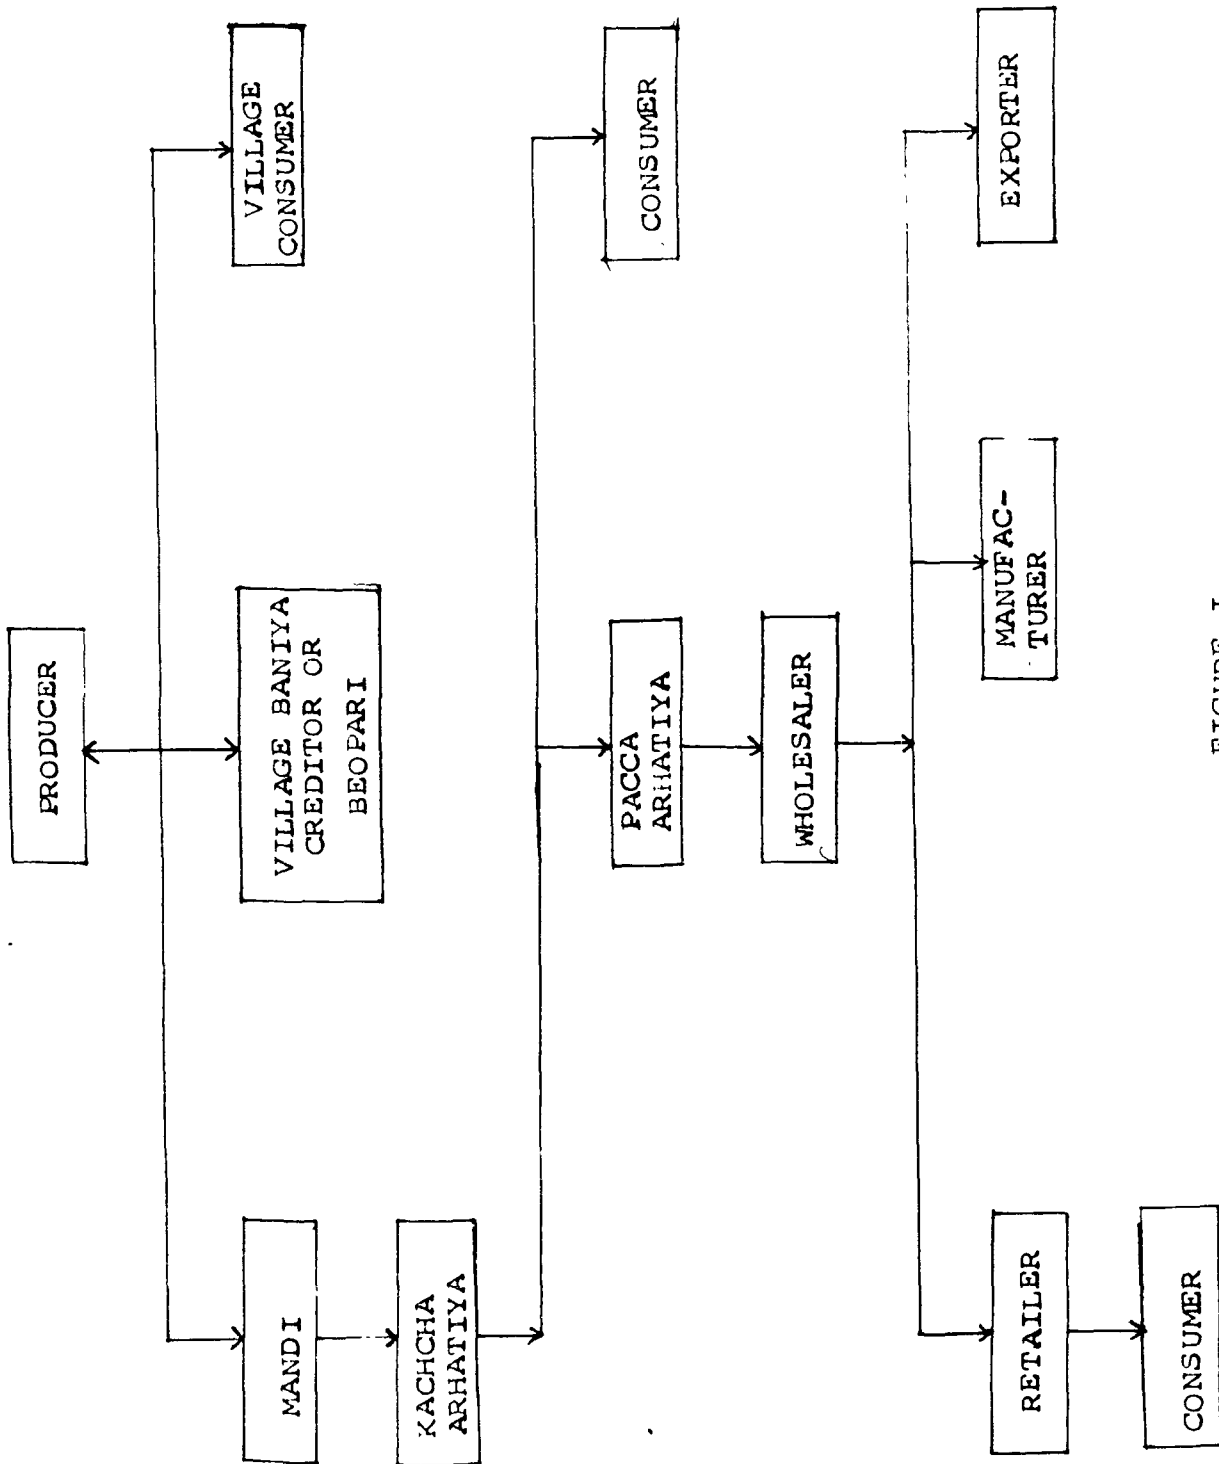 PRODUCER
VILLAGE
CONSUMER
VILLAGE BANIYA
CREDITOR OR
BEOPARI
MANDI
KACHCHA
ARHATIYA
CONSUMER
PACCA
ARHATIYA
WHOLESALER
EXPORTER
MANUFAC-
TURER
RETAILER
CONSUMER
FIGURE I